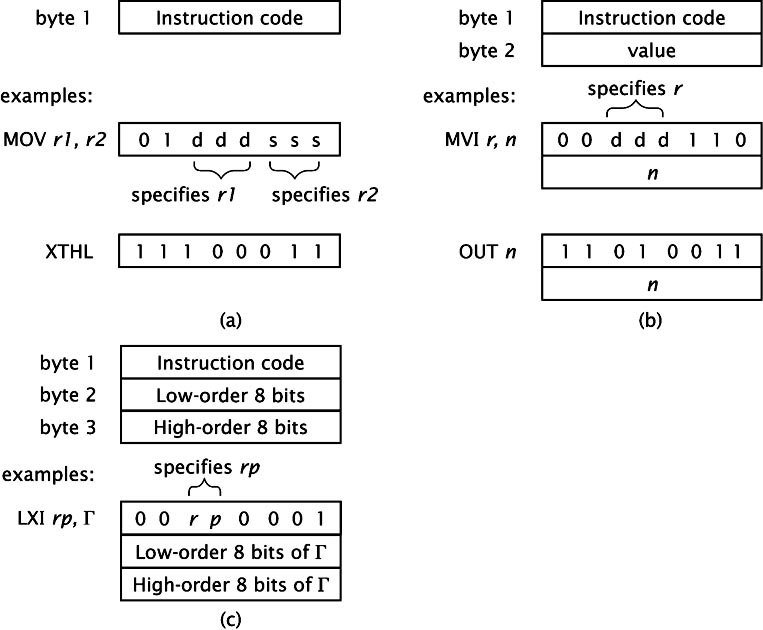 byte 1 Instruction code
examples:
MOV r1, r2 0 1 d d d s s s
specifies r1 specifies r2
XTHL 1 1 1 0 0 0 1 1
(a)
byte 1 Instruction code
byte 2 value
specifies r
examples:
MVI r, n 0 0 d d d 1 1 0
n
OUT n 1 1 0 1 0 0 1 1
n
(b)
byte 1 Instruction code
byte 2 Low-order 8 bits
byte 3 High-order 8 bits
examples:
specifies rp
LXI rp, Γ 0 0 r p 0 0 0 1
Low-order 8 bits of Γ
High-order 8 bits of Γ
(c)